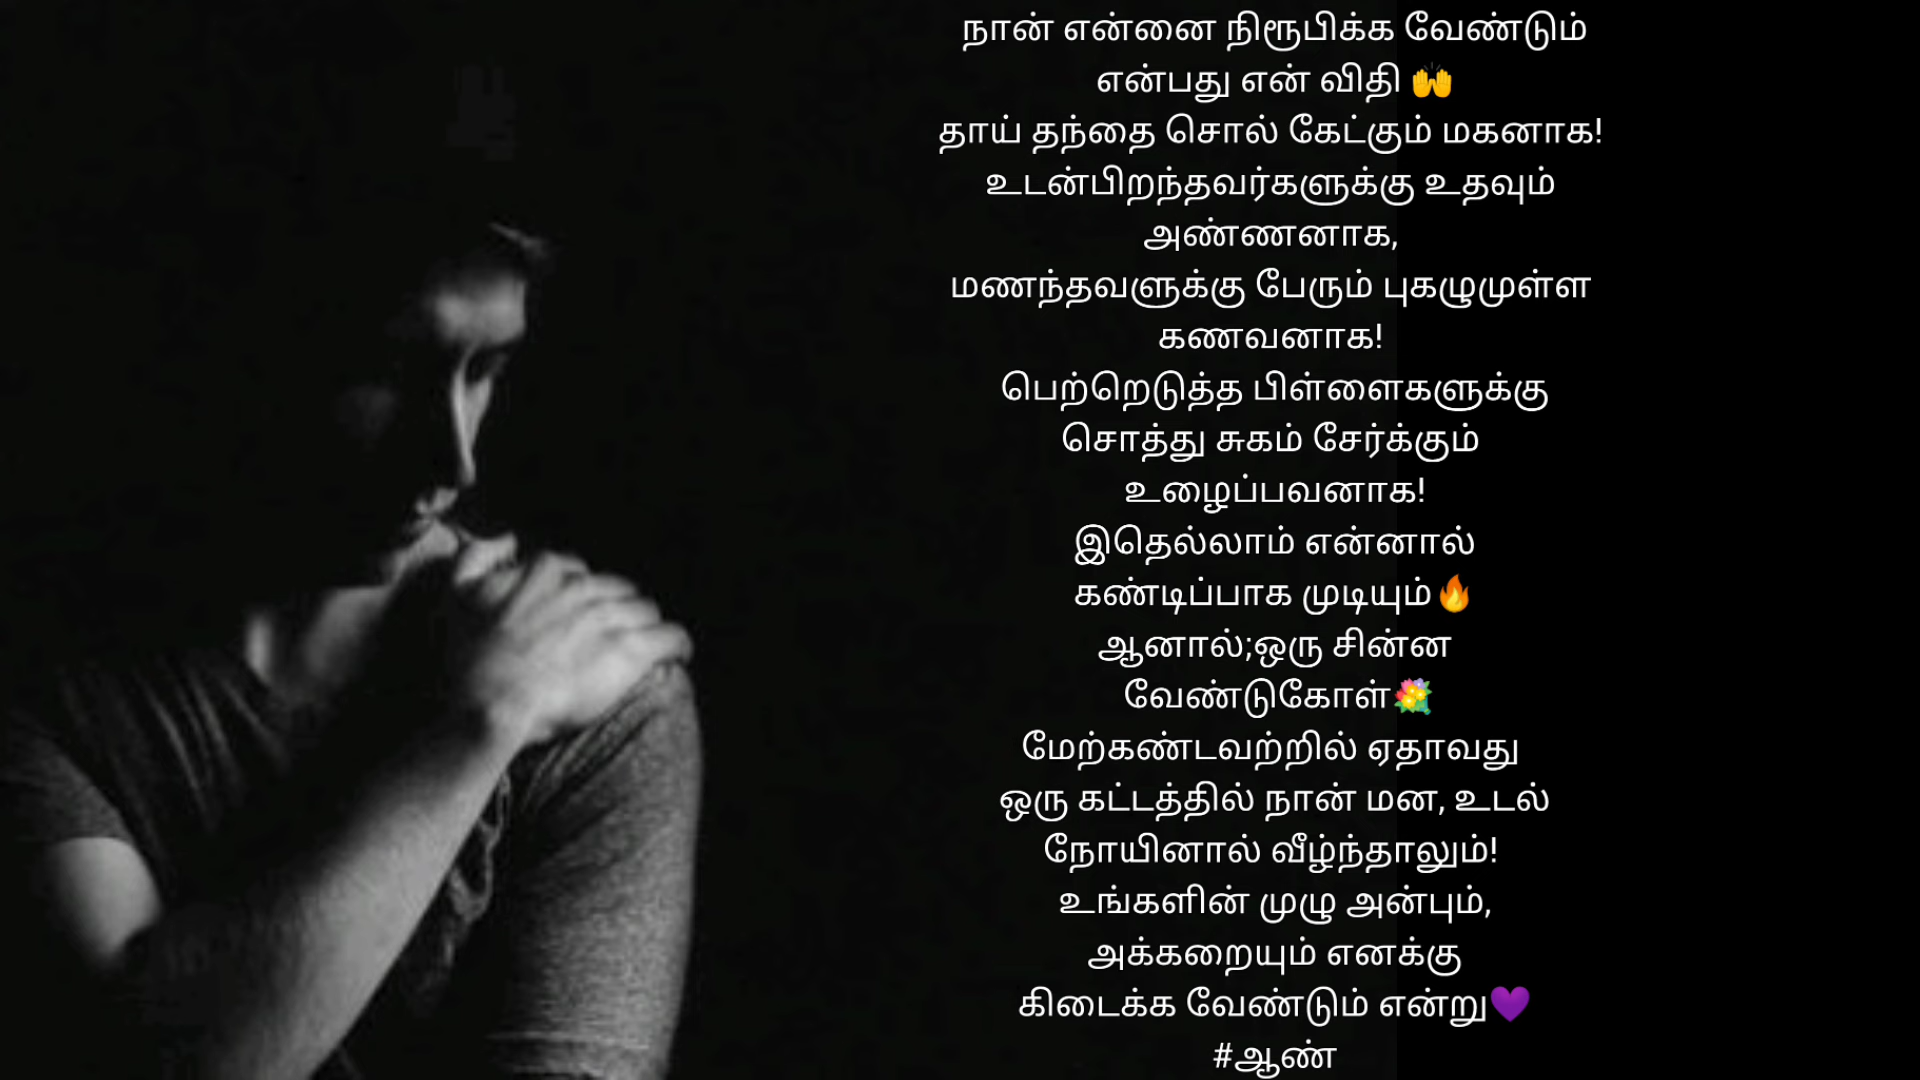 நான் என்னை நிரூபிக்க வேண்டும்
என்பது என் விதி 🙌
தாய் தந்தை சொல் கேட்கும் மகனாக!
உடன்பிறந்தவர்களுக்கு உதவும்
அண்ணனாக,
மணந்தவளுக்கு பேரும் புகழுமுள்ள
கணவனாக!
பெற்றெடுத்த பிள்ளைகளுக்கு
சொத்து சுகம் சேர்க்கும்
உழைப்பவனாக!
இதெல்லாம் என்னால்
கண்டிப்பாக முடியும்🔥
ஆனால்;ஒரு சின்ன
வேண்டுகோள்💐
மேற்கண்டவற்றில் ஏதாவது
ஒரு கட்டத்தில் நான் மன, உடல்
நோயினால் வீழ்ந்தாலும்!
உங்களின் முழு அன்பும்,
அக்கறையும் எனக்கு
கிடைக்க வேண்டும் என்று💜
#ஆண்